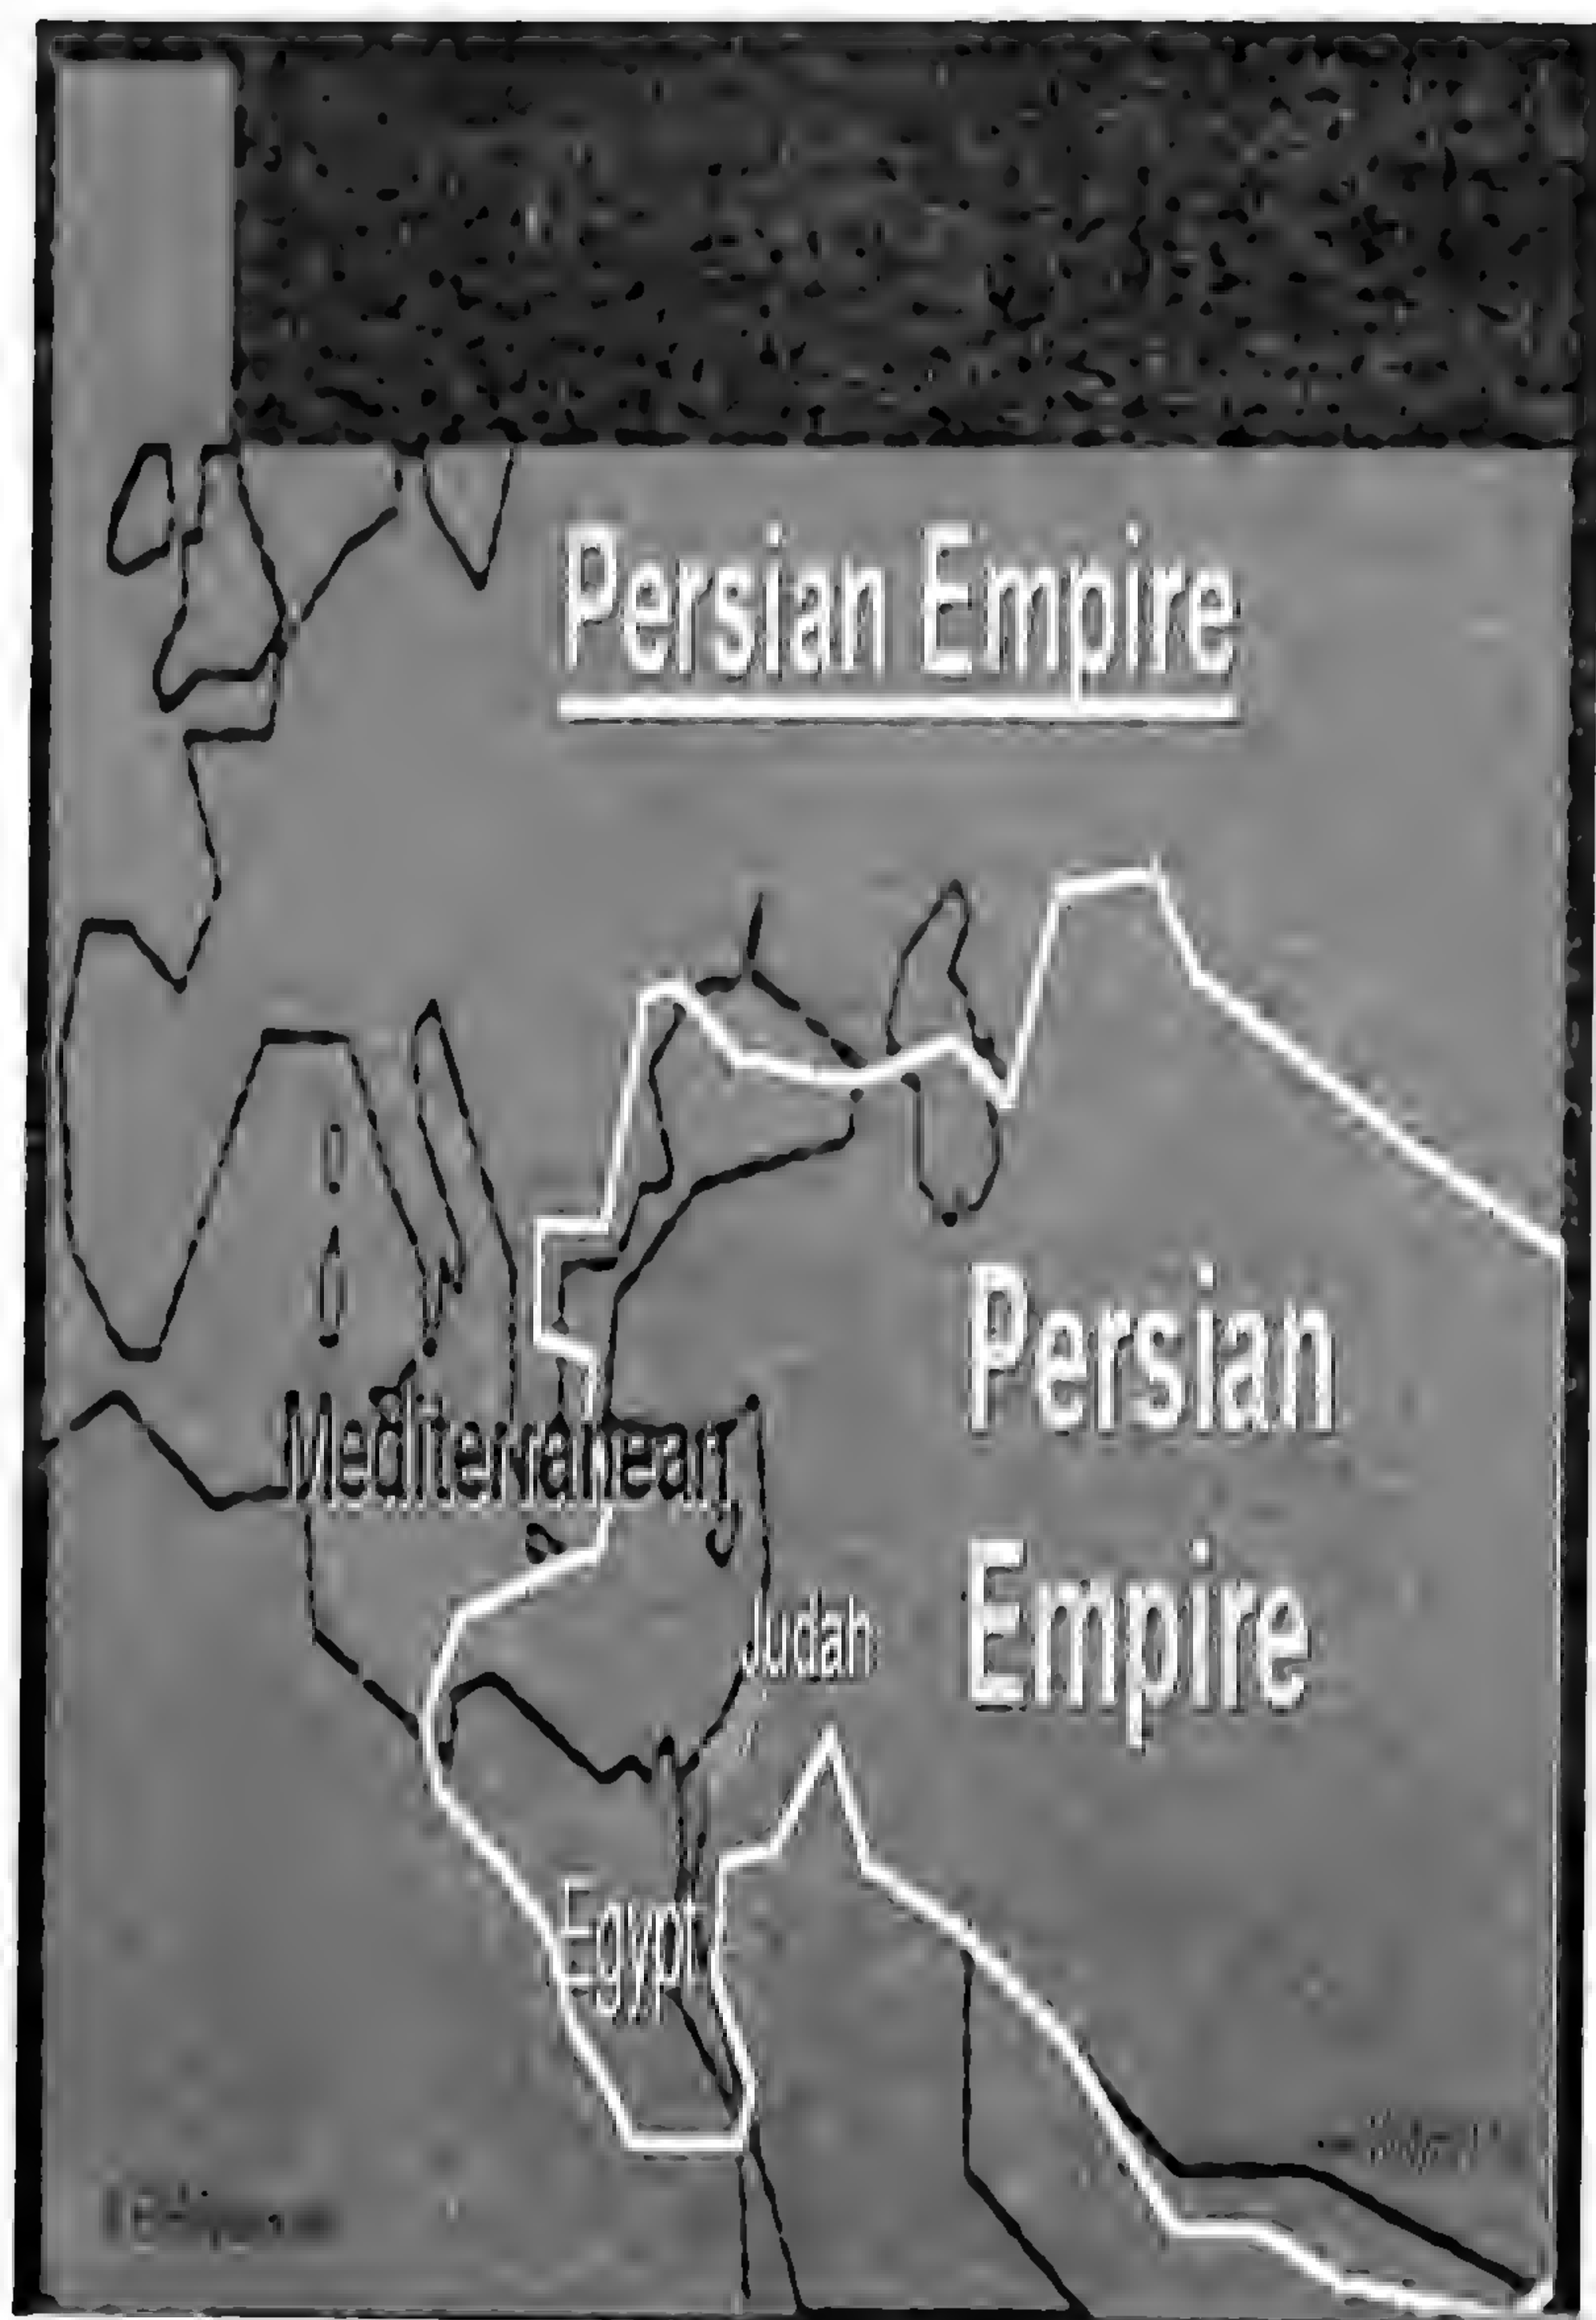 Persian Empire
Persian
Empire
Mediterranean
Judah
Egypt